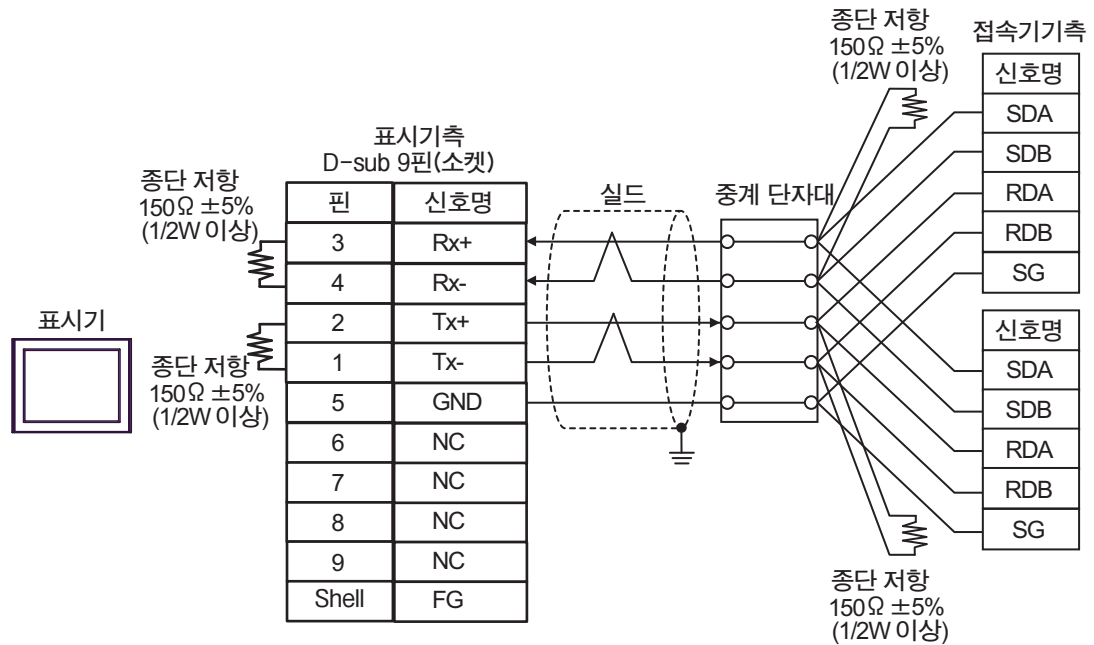 종단 저항
150Ω ±5%
(1/2W 이상)
접속기기측
신호명
SDA
SDB
RDA
RDB
SG
표시기측
D-sub 9핀(소켓)
종단 저항
150Ω ±5%
(1/2W 이상)
핀 신호명
3 Rx+
4 Rx-
2 Tx+
1 Tx-
5 GND
6 NC
7 NC
8 NC
9 NC
Shell FG
실드
중계 단자대
표시기
종단 저항
150Ω ±5%
(1/2W 이상)
신호명
SDA
SDB
RDA
RDB
SG
종단 저항
150Ω ±5%
(1/2W 이상)